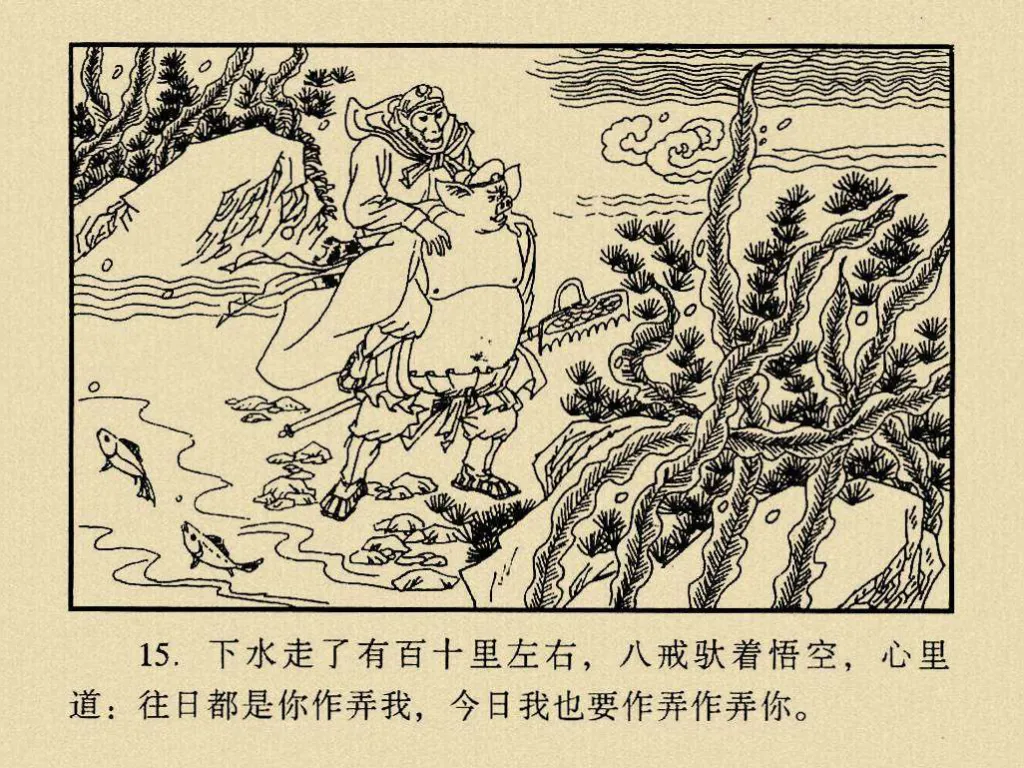 15. 下水走了有百十里左右，八戒驮着悟空，心里
道：往日都是你作弄我，今日我也要作弄作弄你。